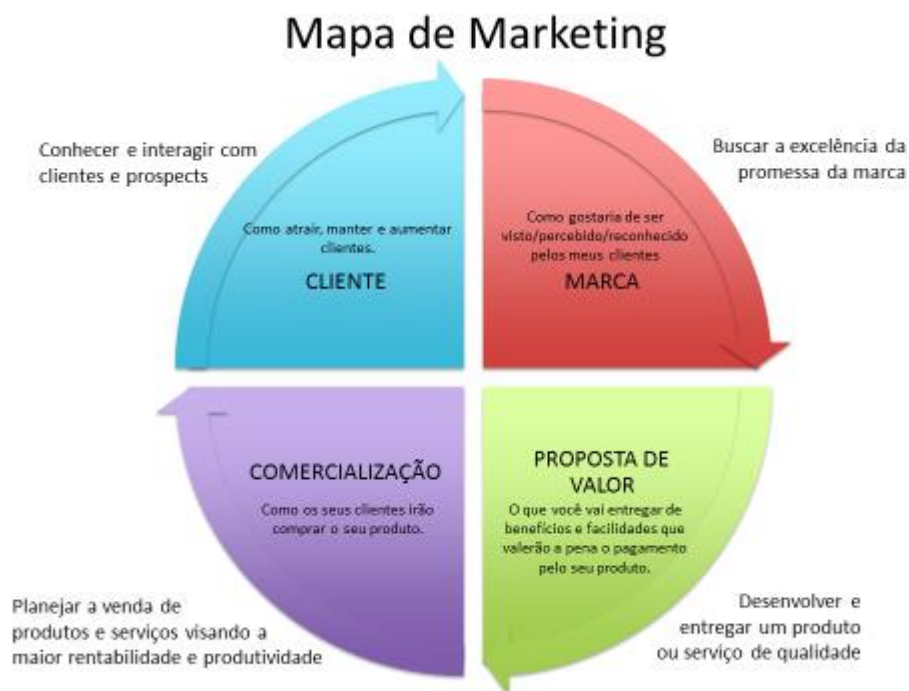 Mapa de Marketing
Conhecer e interagir com
clientes e prospects
Como atrair, manter e aumentar
clientes.
CLIENTE
Como gostaria de ser
visto/percebido/reconhecido
pelos meus clientes
MARCA
Buscar a excelência da
promessa da marca
COMERCIALIZAÇÃO
Como os seus clientes irão
comprar o seu produto.
PROPOSTA DE
VALOR
O que você vai entregar de
benefícios e facilidades que
valerão a pena o pagamento
pelo seu produto.
Planejar a venda de
produtos e serviços visando a
maior rentabilidade e produtividade
Desenvolver e
entregar um produto
ou serviço de qualidade